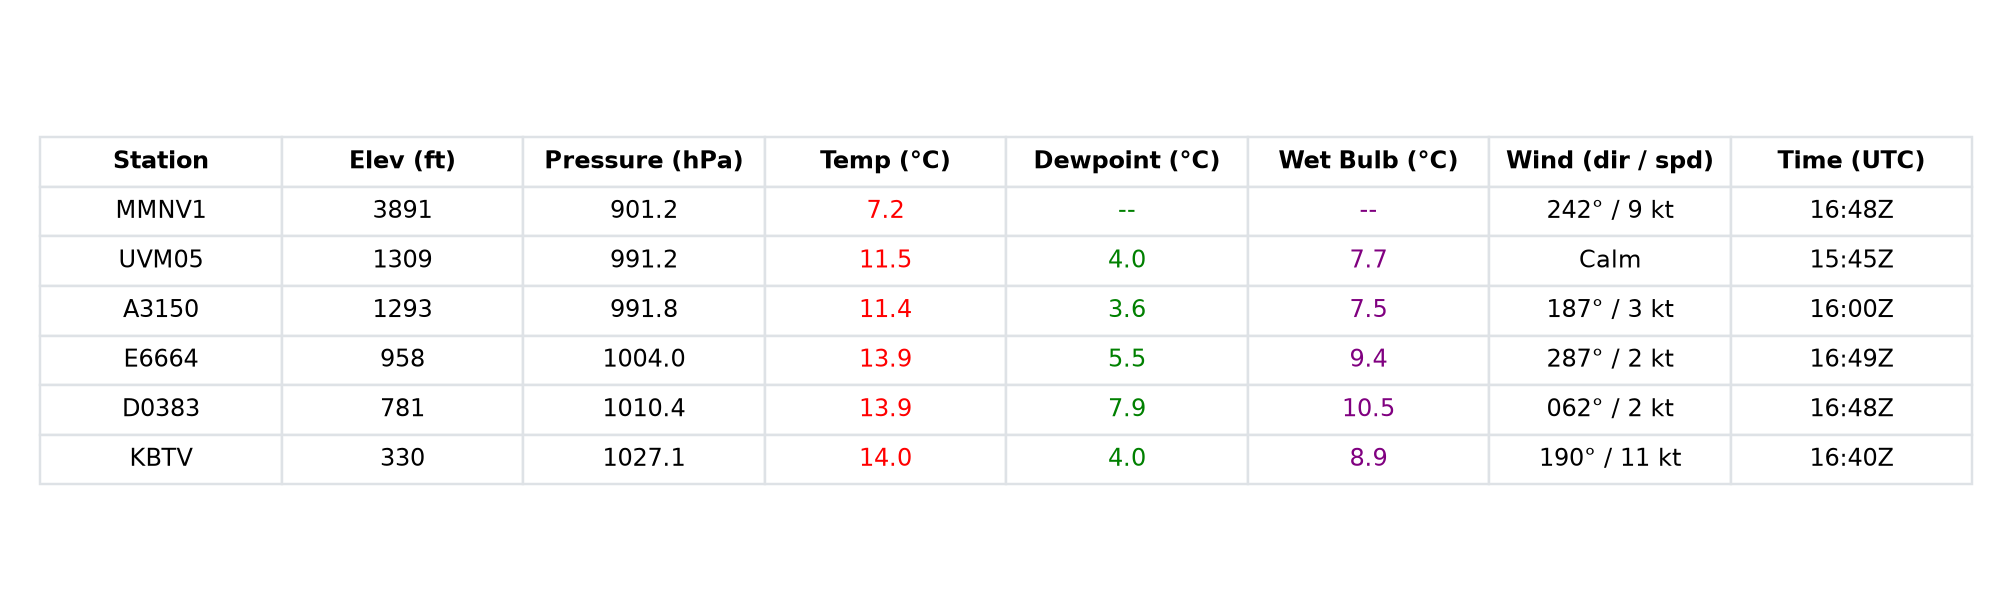 Station Elev (ft) Pressure (hPa) Temp (°C) Dewpoint (°C) Wet Bulb (°C) Wind (dir / spd) Time (UTC)
MMNV1 3891 901.2 7.2 -- -- 242° / 9 kt 16:48Z
UVM05 1309 991.2 11.5 4.0 7.7 Calm 15:45Z
A3150 1293 991.8 11.4 3.6 7.5 187° / 3 kt 16:00Z
E6664 958 1004.0 13.9 5.5 9.4 287° / 2 kt 16:49Z
D0383 781 1010.4 13.9 7.9 10.5 062° / 2 kt 16:48Z
KBTV 330 1027.1 14.0 4.0 8.9 190° / 11 kt 16:40Z